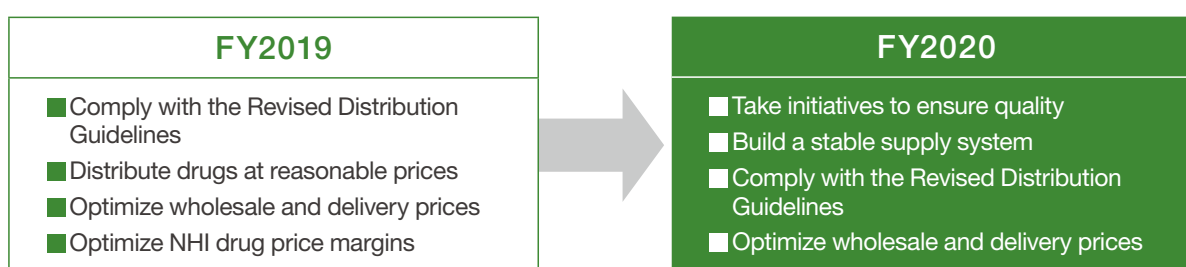 FY2019
Comply with the Revised Distribution
Guidelines
Distribute drugs at reasonable prices
Optimize wholesale and delivery prices
Optimize NHI drug price margins
FY2020
Take initiatives to ensure quality
Build a stable supply system
Comply with the Revised Distribution
Guidelines
Optimize wholesale and delivery prices